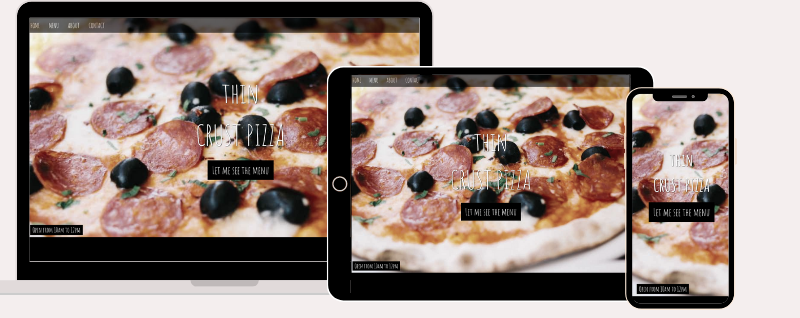 HOME MENU ABOUT CONTACT
THIN
CRUST PIZZA
LET ME SEE THE MENU
OPEN FROM 10AM TO 12PM
HOME MENU ABOUT CONTACT
THIN
CRUST PIZZA
LET ME SEE THE MENU
OPEN FROM 10AM TO 12PM
THIN
CRUST PIZZA
LET ME SEE THE MENU
OPEN FROM 10AM TO 12PM